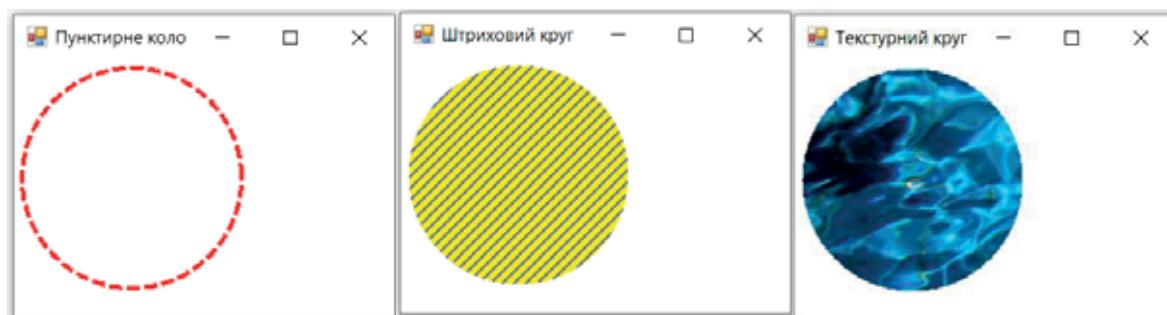 Пунктирне коло
Штриховий круг
Текстурний круг